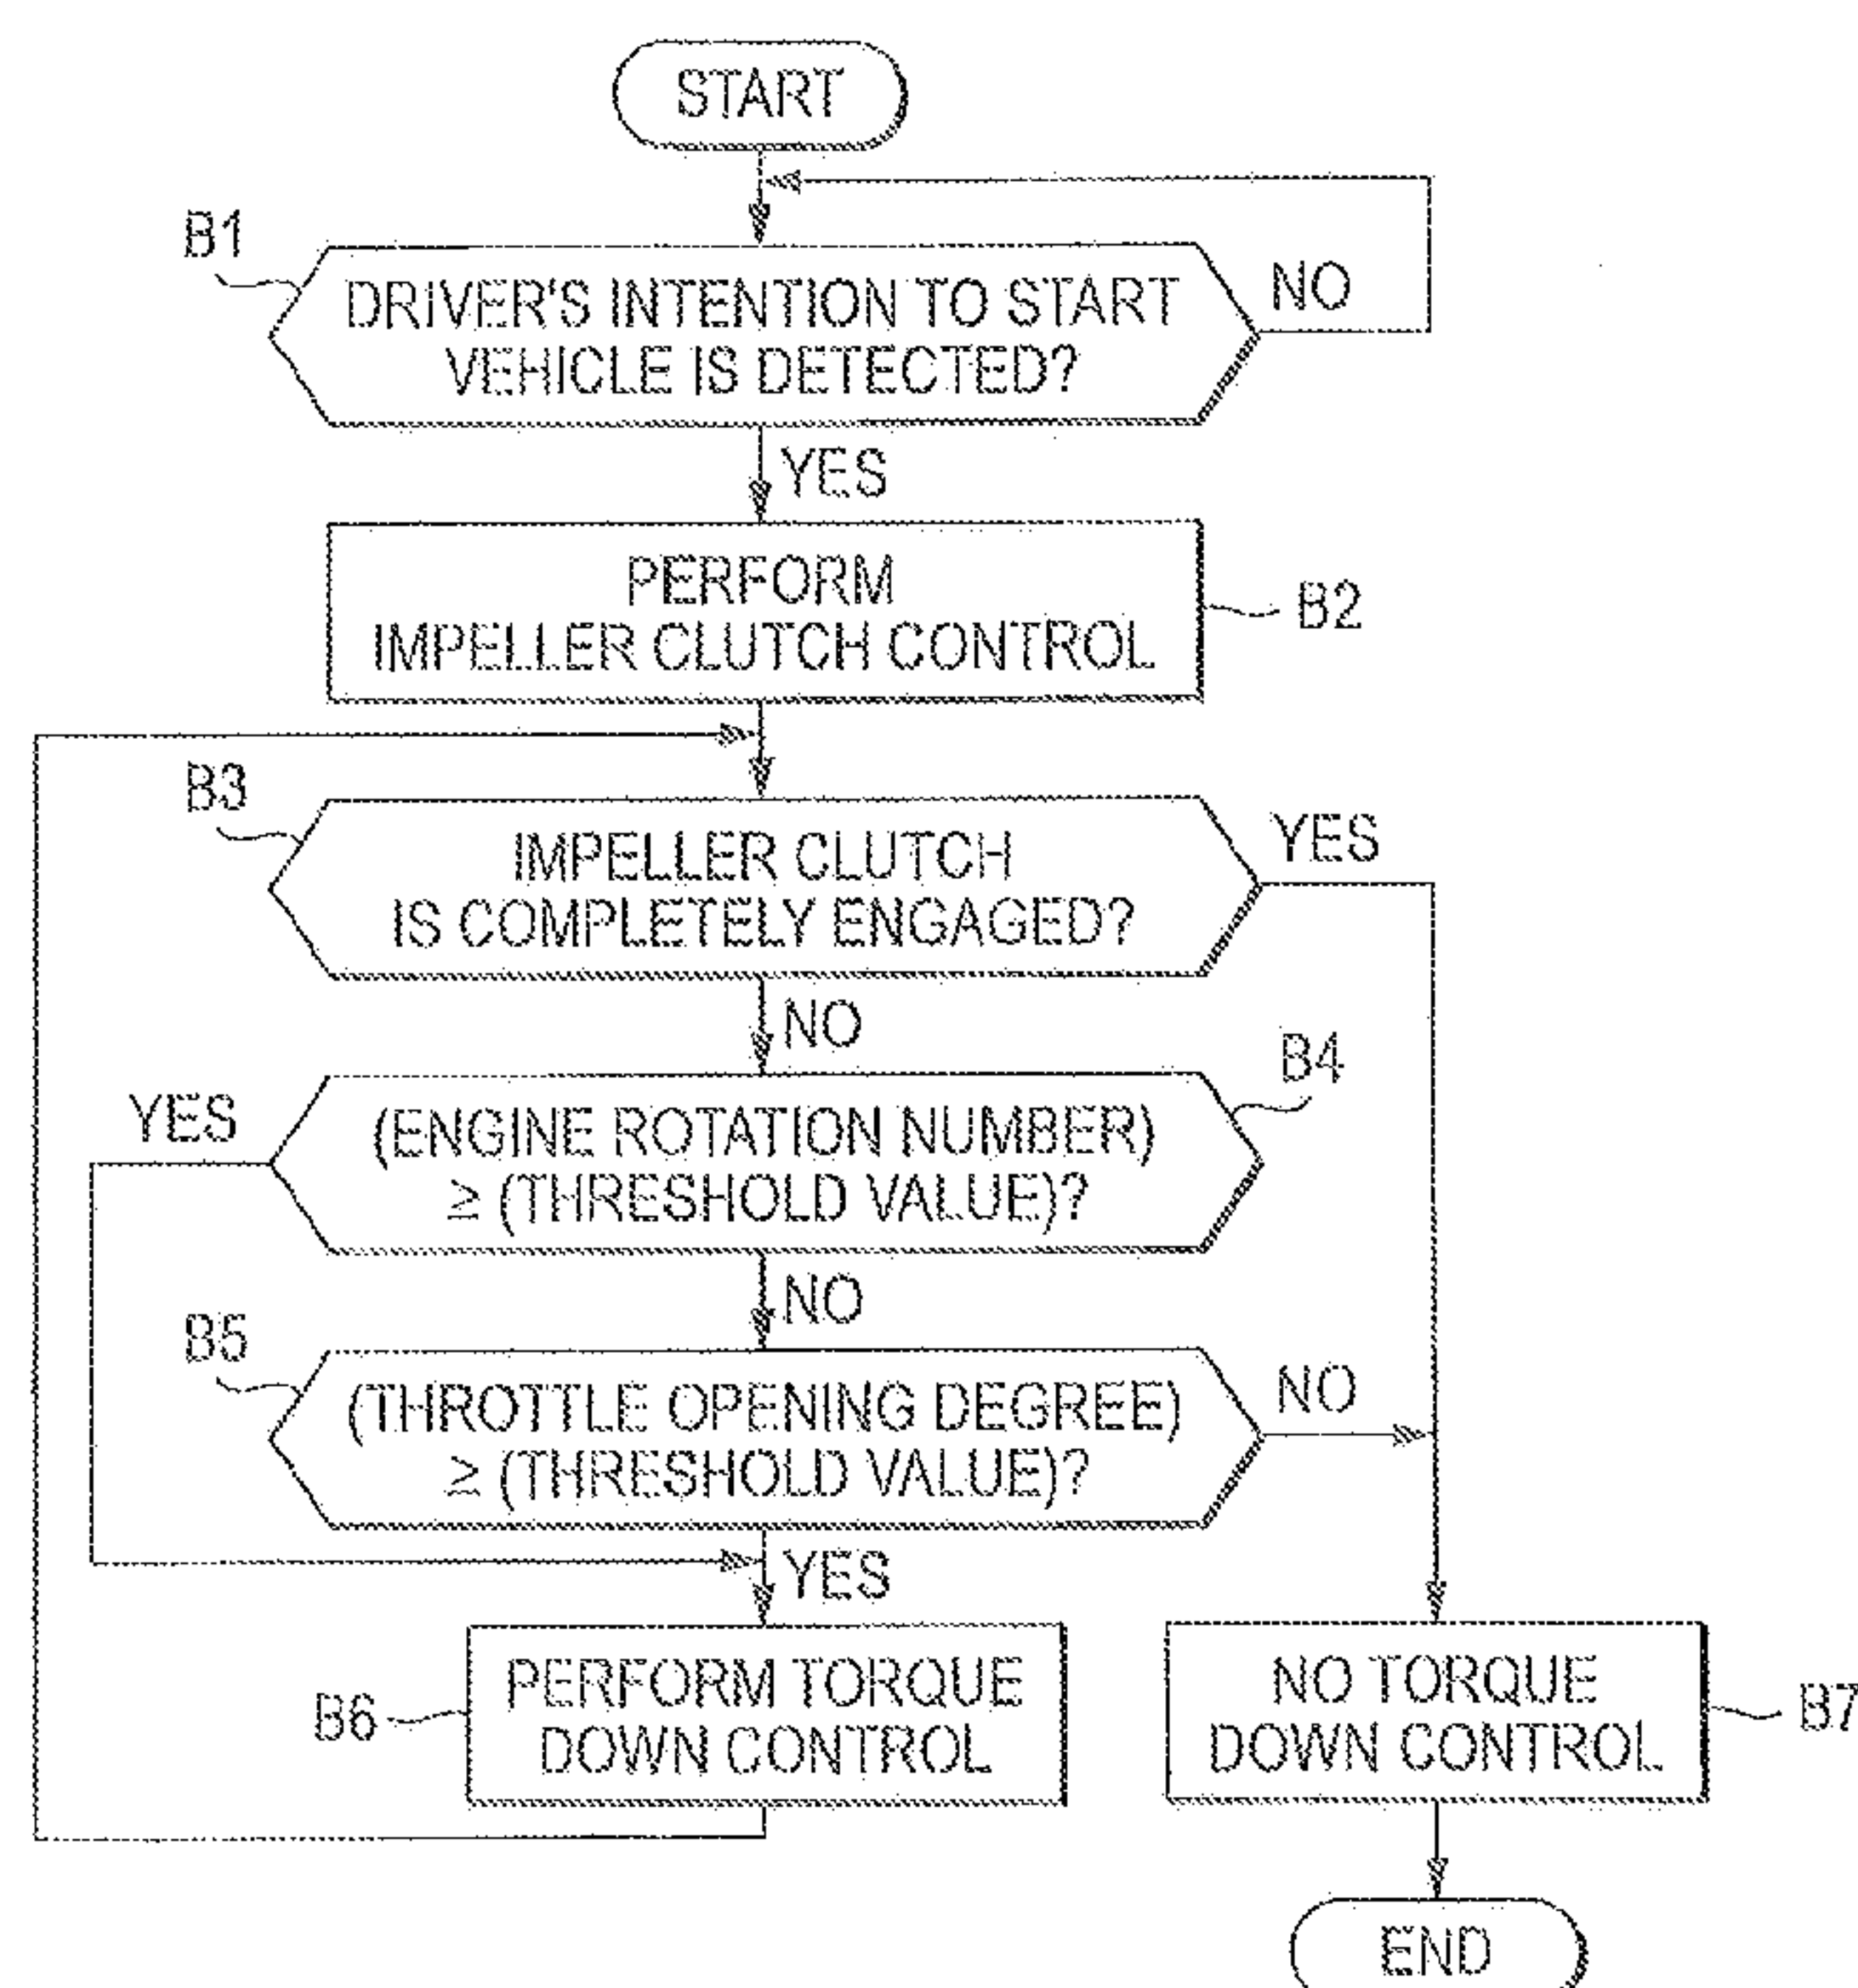 START
B1
DRIVER'S INTENTION TO START
VEHICLE IS DETECTED?
NO
YES
PERFORM
IMPELLER CLUTCH CONTROL
B2
B3
IMPELLER CLUTCH
IS COMPLETELY ENGAGED?
YES
NO
B4
YES
(ENGINE ROTATION NUMBER)
≥ (THRESHOLD VALUE)?
NO
B5
(THROTTLE OPENING DEGREE)
≥ (THRESHOLD VALUE)?
NO
YES
B6
PERFORM TORQUE
DOWN CONTROL
NO TORQUE
DOWN CONTROL
B7
END